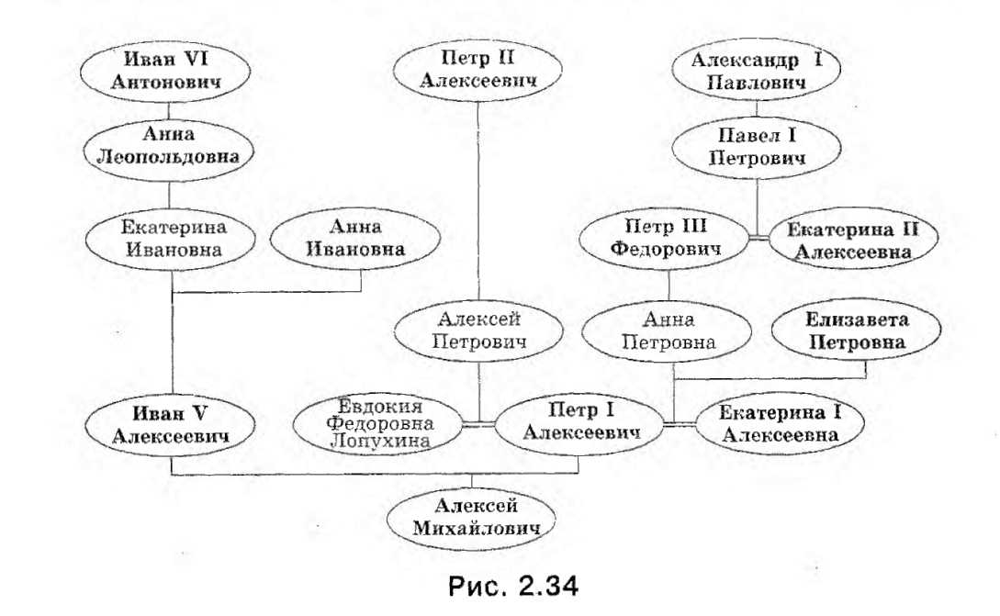 Иван VI
Антонович
Петр II
Алексеевич
Александр I
Павлович
Анна
Леопольдовна
Павел I
Петрович
Екатерина
Ивановна
Анна
Ивановна
Петр III
Федорович
Екатерина II
Алексеевна
Алексей
Петрович
Анна
Петровна
Елизавета
Петровна
Иван V
Алексеевич
Евдокия
Федоровна
Лопухина
Петр I
Алексеевич
Екатерина I
Алексеевна
Алексей
Михайлович
Рис. 2.34